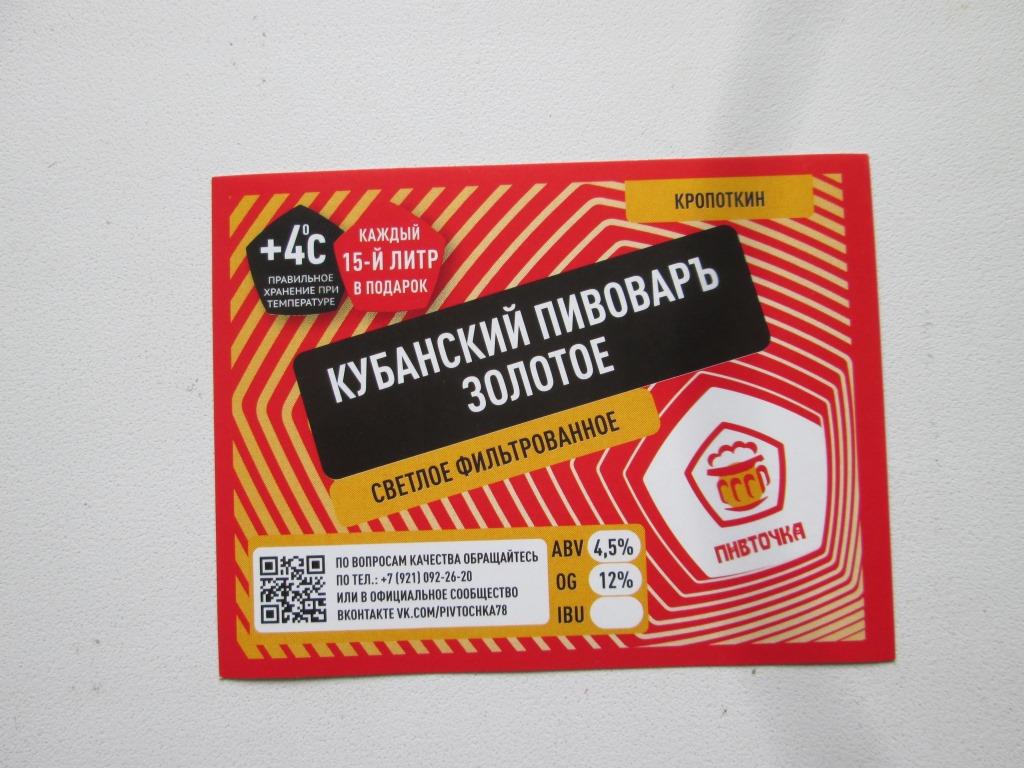 КРОПОТКИН
+4°С
ПРАВИЛЬНОЕ
ХРАНЕНИЕ ПРИ
ТЕМПЕРАТУРЕ
КАЖДЫЙ
15-Й ЛИТР
В ПОДАРОК
КУБАНСКИЙ ПИВОВАРЪ
ЗОЛОТОЕ
СВЕТЛОЕ ФИЛЬТРОВАННОЕ
ПИВТОЧКА
ПО ВОПРОСАМ КАЧЕСТВА ОБРАЩАЙТЕСЬ
ПО ТЕЛ.: +7 (921) 092-26-20
ИЛИ В ОФИЦИАЛЬНОЕ СООБЩЕСТВО
ВКОНТАКТЕ VK.COM/PIVTOCHKA78
ABV 4,5%
OG 12%
IBU